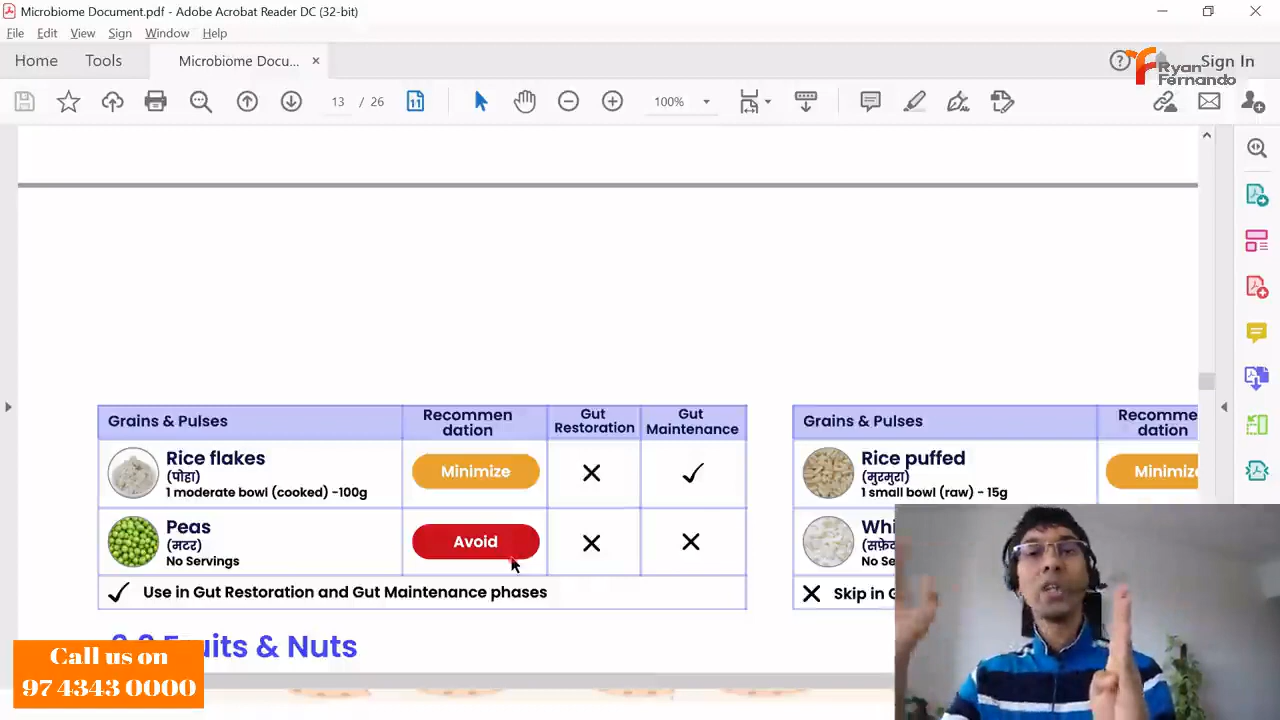 Microbiome Document.pdf - Adobe Acrobat Reader DC (32-bit)
File Edit View Sign Window Help
Home Tools Microbiome Docu... ×
Sign In
Ryan
Fernando
13 / 26
100%
Grains & Pulses
Recommen
dation
Gut
Restoration
Gut
Maintenance
Rice flakes
(पोहा)
1 moderate bowl (cooked) -100g
Minimize
Peas
(मटर)
No Servings
Avoid
Use in Gut Restoration and Gut Maintenance phases
Grains & Pulses
Recomme
dation
Rice puffed
(मुरमुरा)
1 small bowl (raw) - 15g
Minimiz
Skip in
Fruits & Nuts
Call us on
97 4343 0000